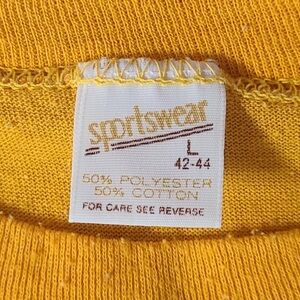 sportswear
L
42-44
50% POLYESTER
50% COTTON
FOR CARE SEE REVERSE